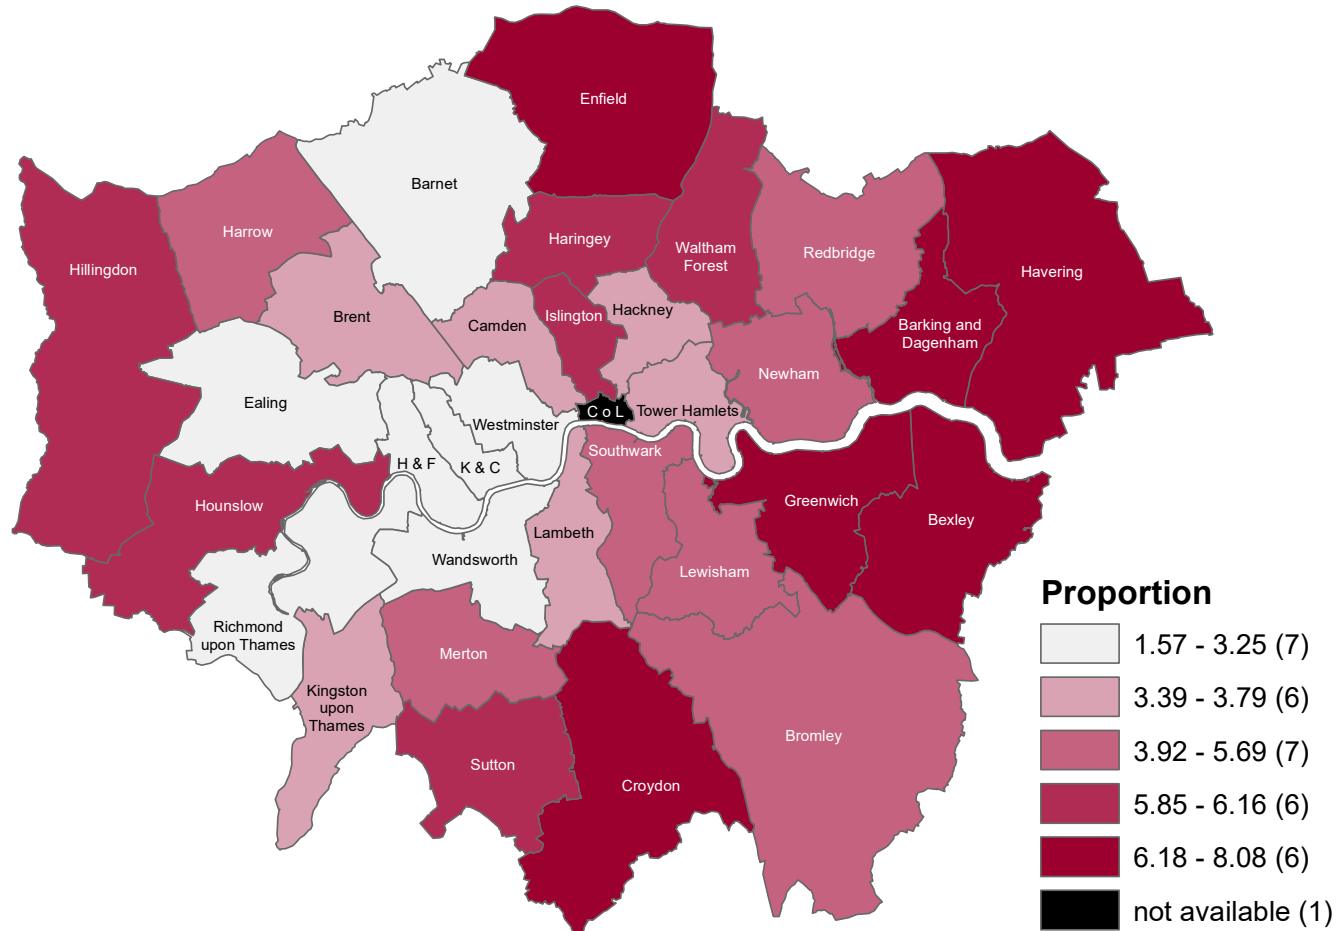 Enfield
Barnet
Harrow
Haringey
Waltham
Forest
Redbridge
Hillingdon
Havering
Brent
Camden
Islington
Hackney
Barking and
Dagenham
Newham
Ealing
Westminster
C o L
Tower Hamlets
H & F
K & C
Southwark
Hounslow
Greenwich
Bexley
Lambeth
Wandsworth
Lewisham
Richmond
upon Thames
Merton
Kingston
upon
Thames
Bromley
Sutton
Croydon
Proportion
1.57 - 3.25 (7)
3.39 - 3.79 (6)
3.92 - 5.69 (7)
5.85 - 6.16 (6)
6.18 - 8.08 (6)
not available (1)